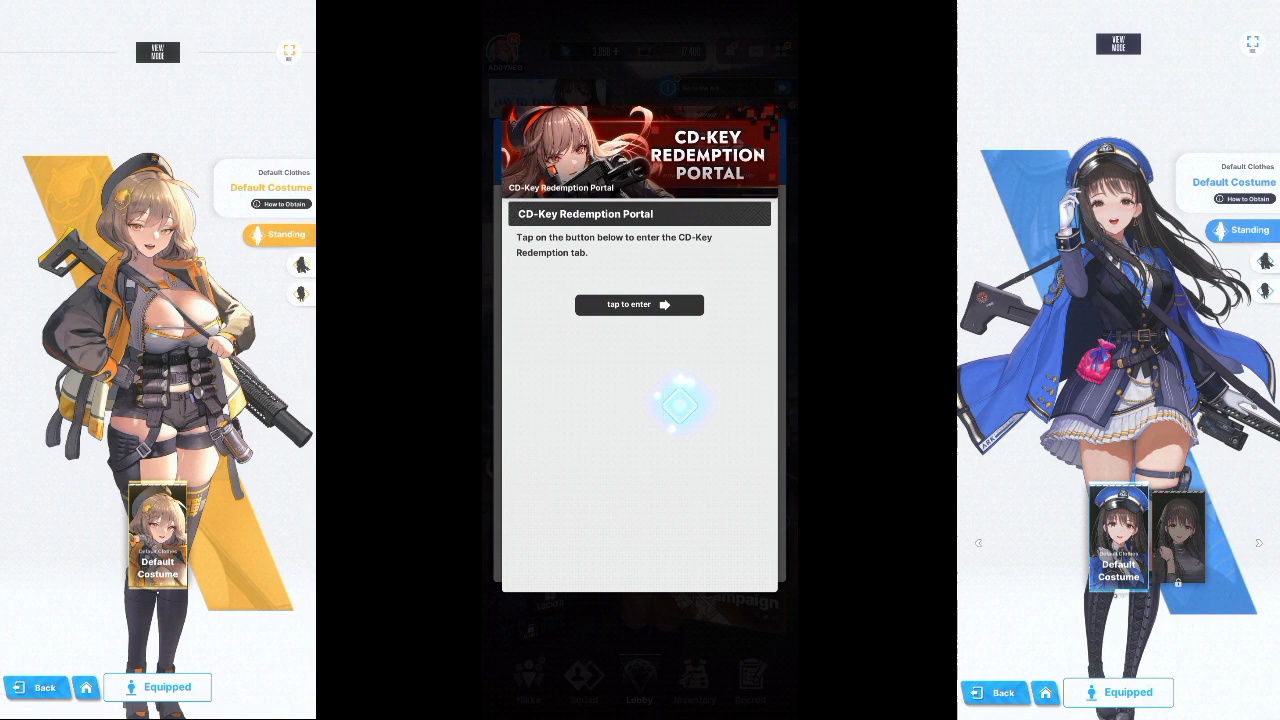 VIEW
MODE
Default Clothes
Default Costume
How to Obtain
Standing
Default Clothes
Default
Costume
Back
Equipped
CD-KEY
REDEMPTION
PORTAL
CD-Key Redemption Portal
CD-Key Redemption Portal
Tap on the button below to enter the CD-Key
Redemption tab.
tap to enter
Lobby
Inventory
Recruit
VIEW
MODE
Default Clothes
Default Costume
How to Obtain
Standing
Default Clothes
Default
Costume
Back
Equipped